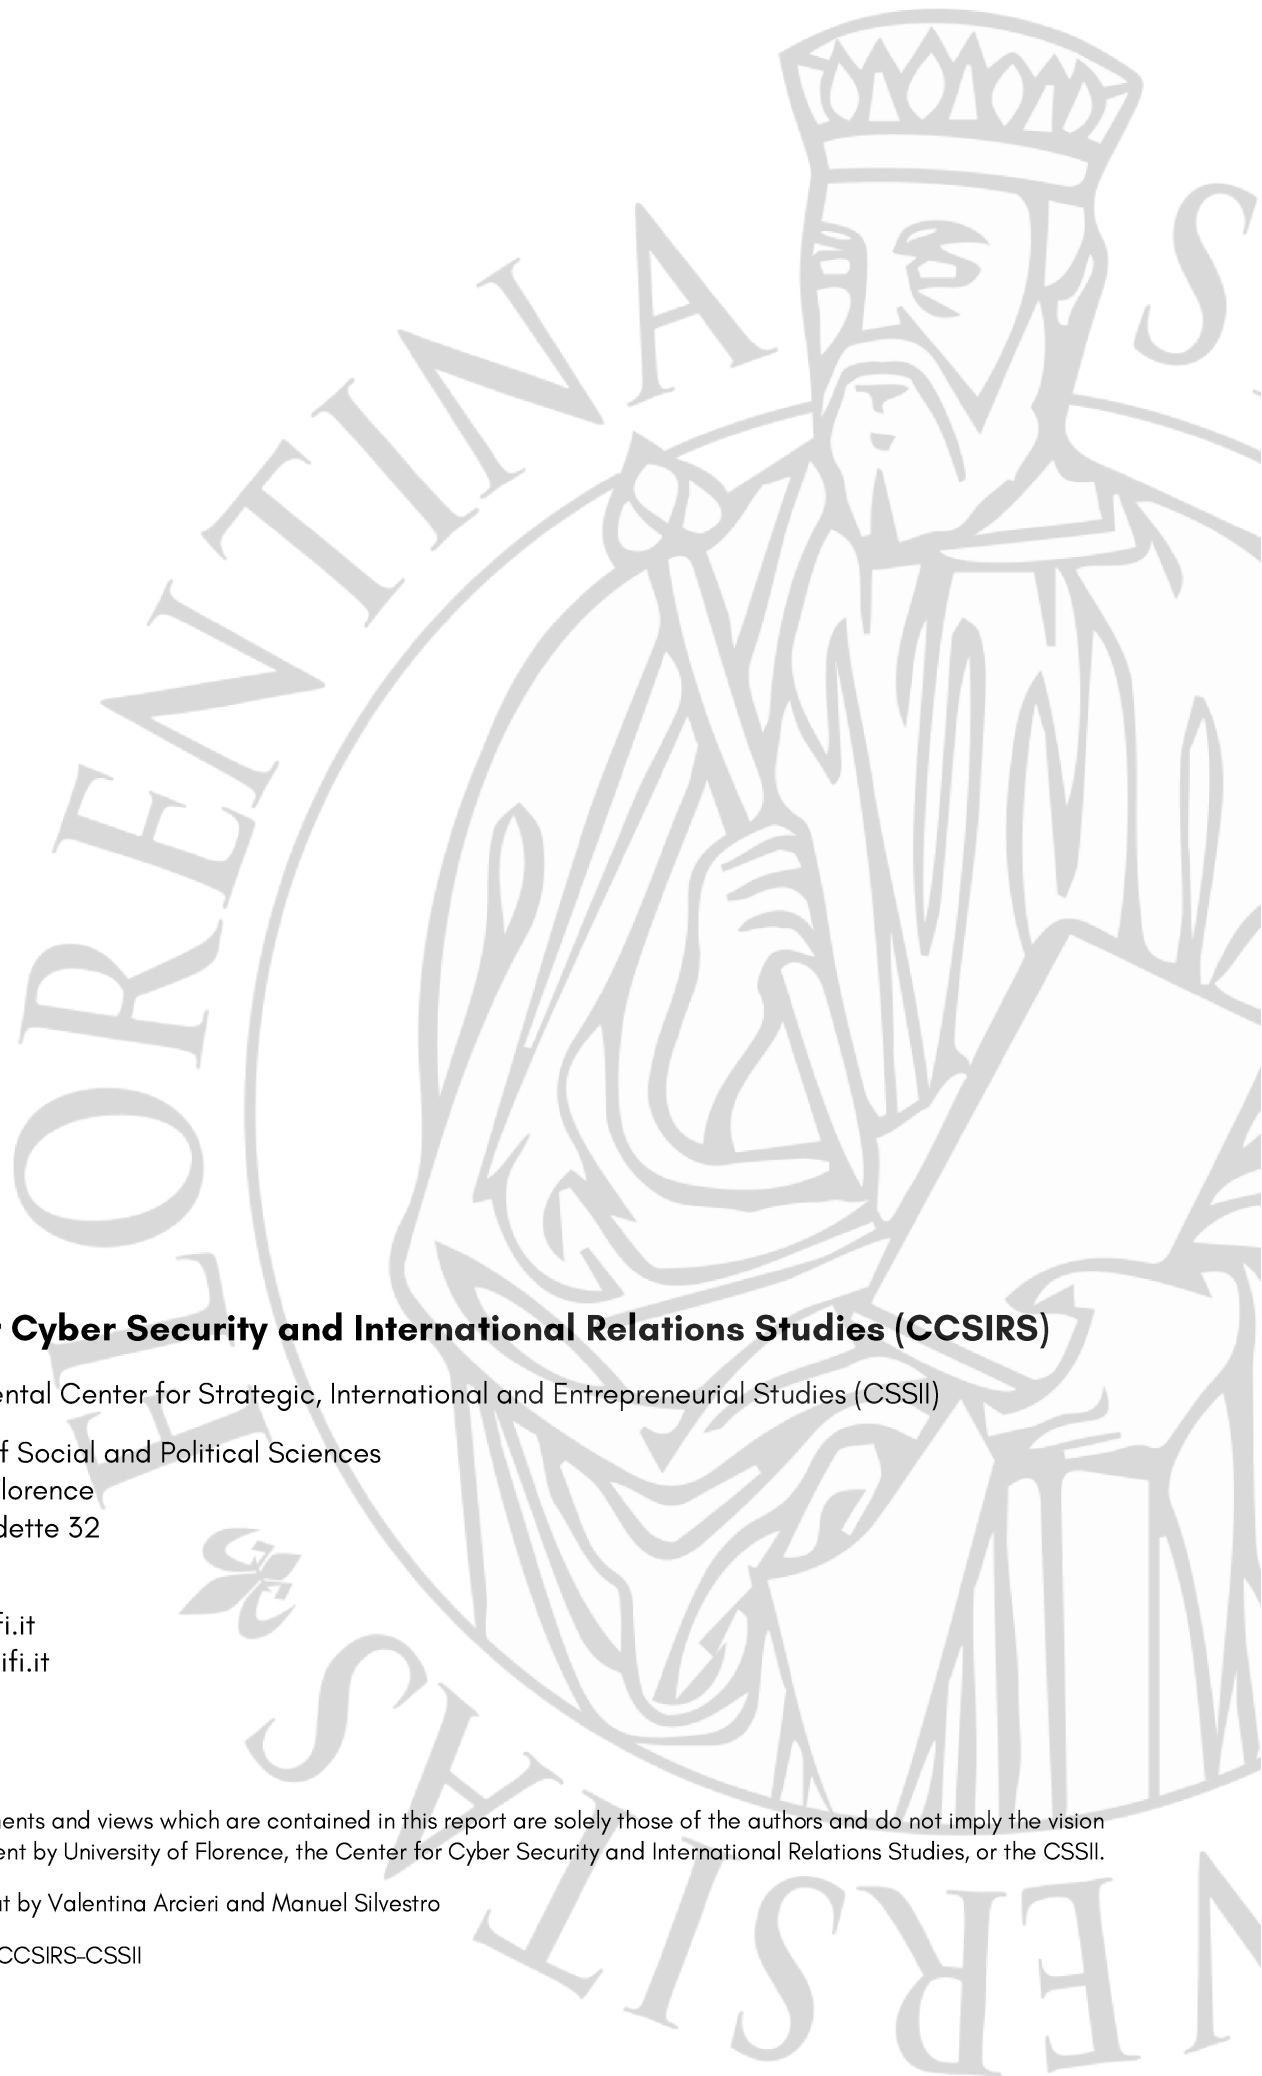 FLORENTINA S
r Cyber Security and International Relations Studies (CCSIRS)
ental Center for Strategic, International and Entrepreneurial Studies (CSSII)
f Social and Political Sciences
lorence
dette 32
fi.it
ifi.it
ments and views which are contained in this report are solely those of the authors and do not imply the vision
ent by University of Florence, the Center for Cyber Security and International Relations Studies, or the CSSII.
ut by Valentina Arcieri and Manuel Silvestro
CCSIRS-CSSII
NERSITAS